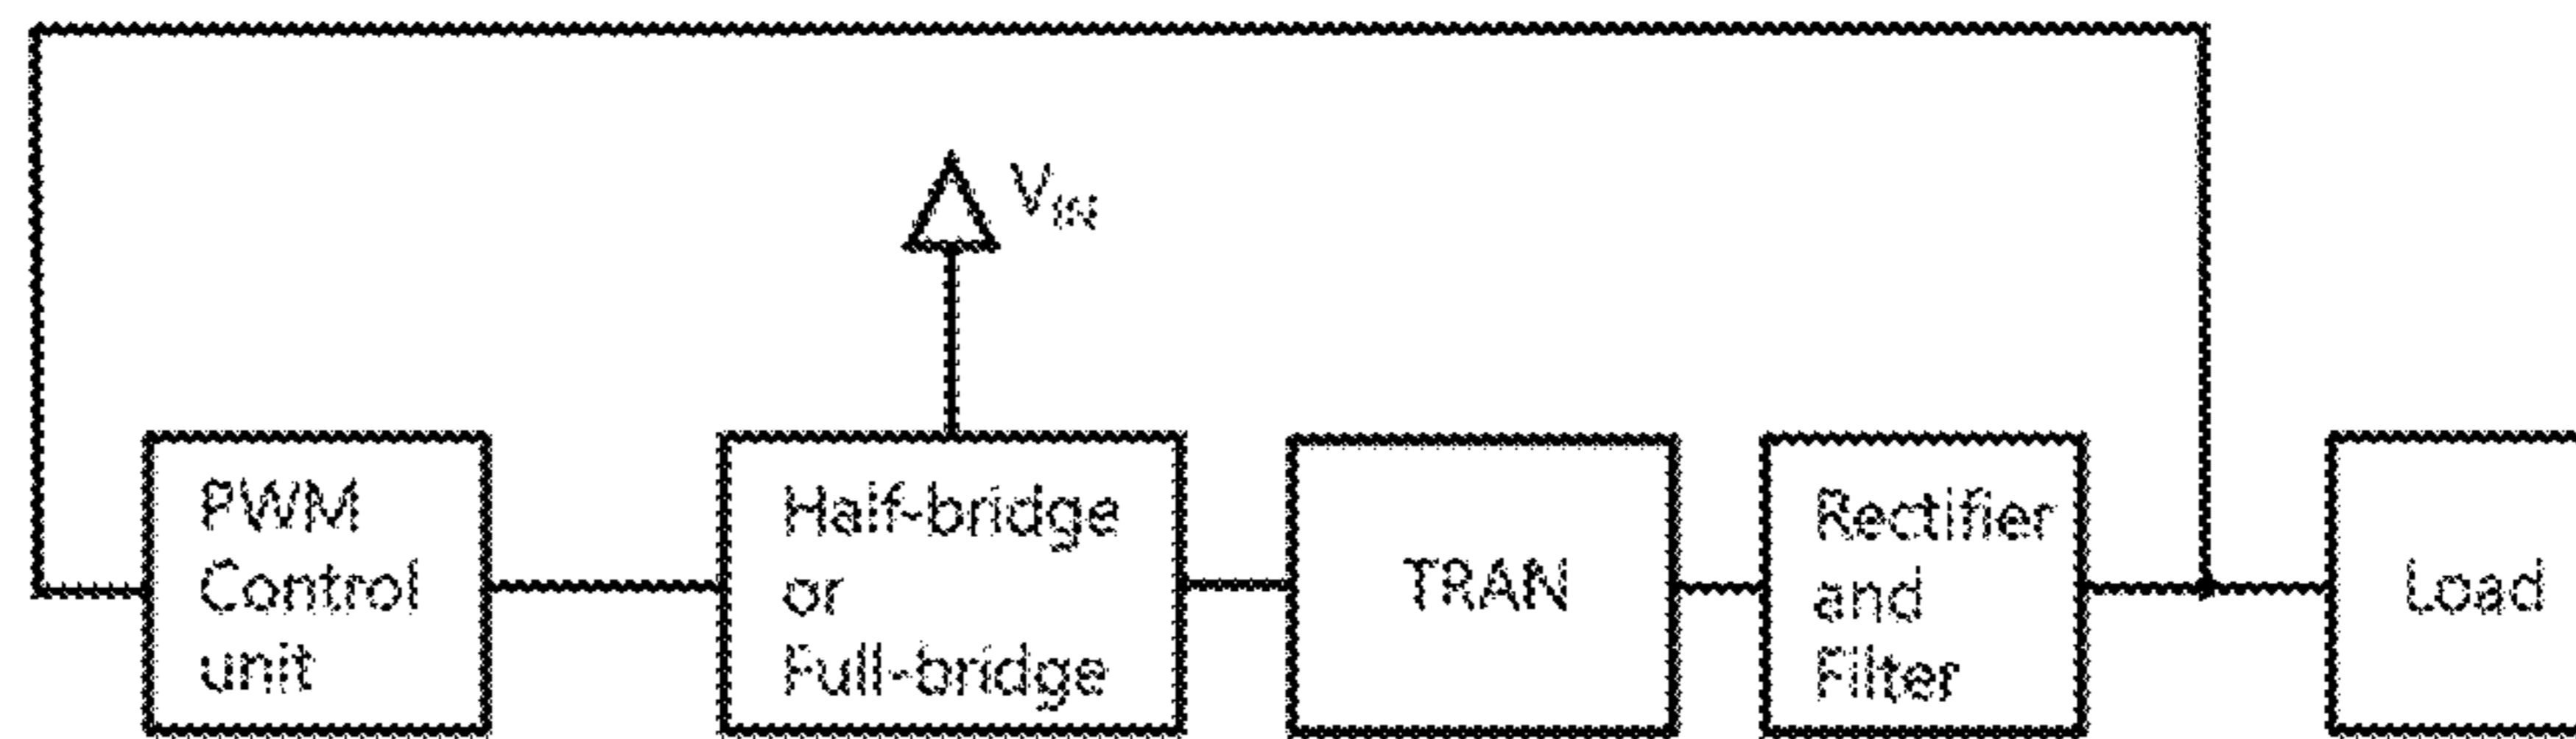 V_IN
PWM
Control
unit
Half-bridge
or
Full-bridge
TRAN
Rectifier
and
Filter
Load